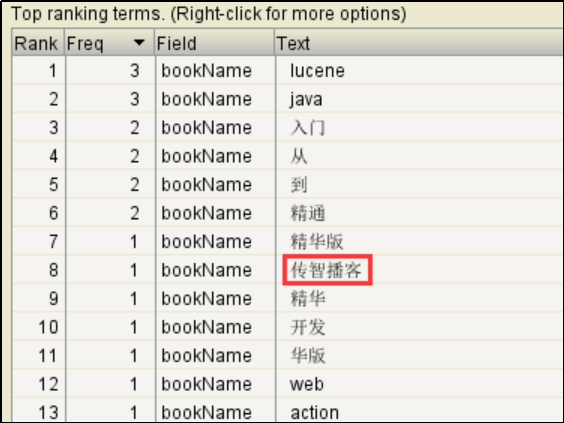 Top ranking terms. (Right-click for more options)
Rank Freq Field Text
1 3 bookName lucene
2 3 bookName java
3 2 bookName 入门
4 2 bookName 从
5 2 bookName 到
6 2 bookName 精通
7 1 bookName 精华版
8 1 bookName 传智播客
9 1 bookName 精华
10 1 bookName 开发
11 1 bookName 华版
12 1 bookName web
13 1 bookName action